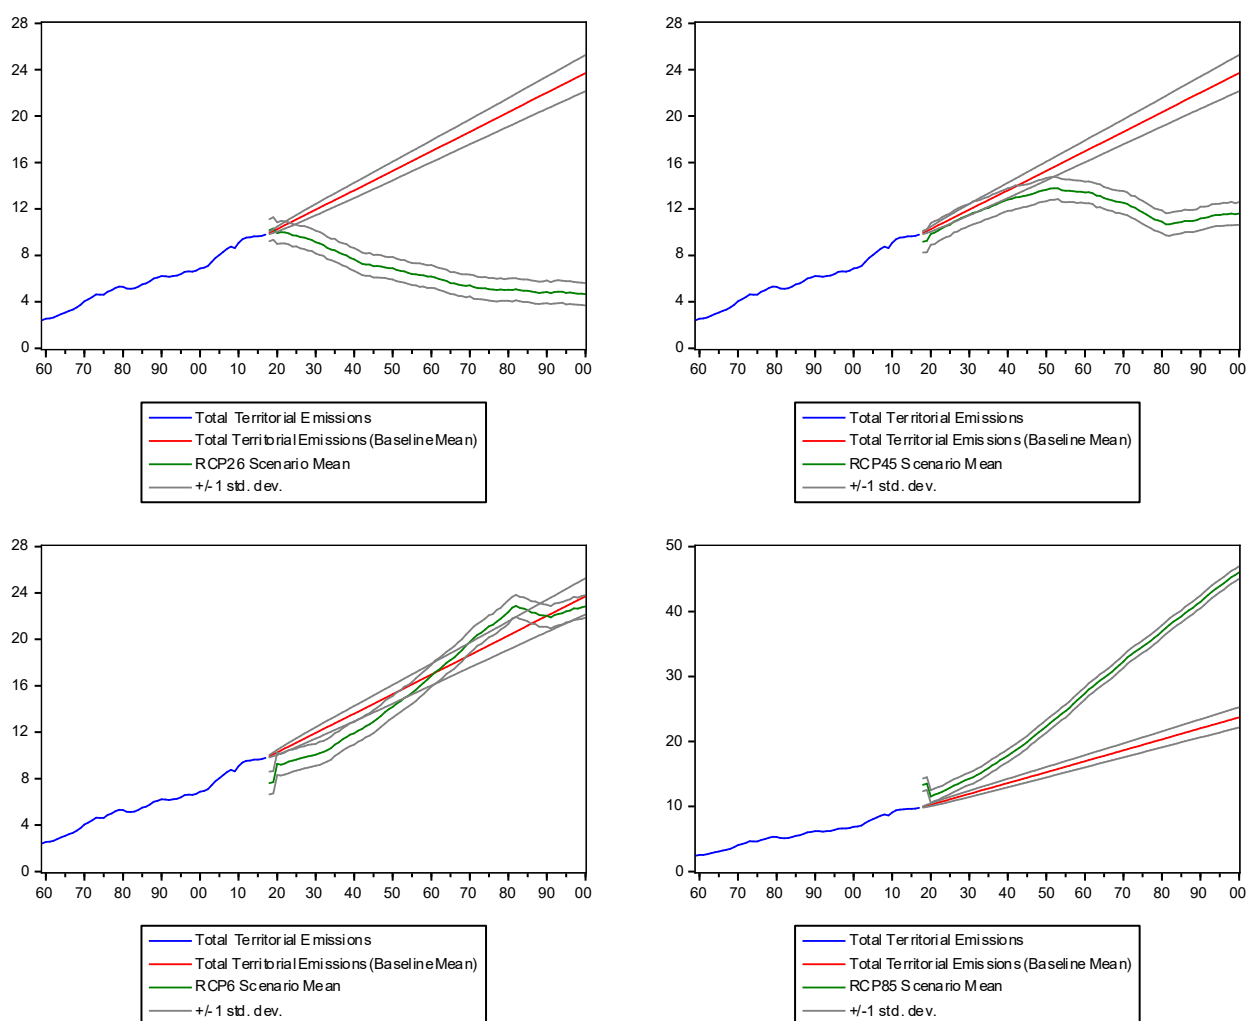 28
24
20
16
12
8
4
0
60 70 80 90 00 10 20 30 40 50 60 70 80 90 00
Total Territorial Emissions
Total Territorial Emissions (Baseline Mean)
RCP26 Scenario Mean
+/- 1 std. dev.
28
24
20
16
12
8
4
0
60 70 80 90 00 10 20 30 40 50 60 70 80 90 00
Total Territorial Emissions
Total Territorial Emissions (Baseline Mean)
RCP45 Scenario Mean
+/- 1 std. dev.
28
24
20
16
12
8
4
0
60 70 80 90 00 10 20 30 40 50 60 70 80 90 00
Total Territorial Emissions
Total Territorial Emissions (Baseline Mean)
RCP6 Scenario Mean
+/- 1 std. dev.
50
40
30
20
10
0
60 70 80 90 00 10 20 30 40 50 60 70 80 90 00
Total Territorial Emissions
Total Territorial Emissions (Baseline Mean)
RCP85 Scenario Mean
+/- 1 std. dev.